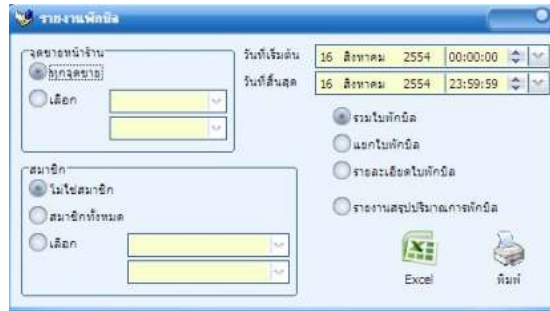 รายงานพักบิล
จุดขายหน้าร้าน
ทุกจุดขาย
เลือก
วันที่เริ่มต้น 16 สิงหาคม 2554 00:00:00
วันที่สิ้นสุด 16 สิงหาคม 2554 23:59:59
รวมใบพักบิล
แยกใบพักบิล
รายละเอียดใบพักบิล
รายงานสรุปปริมาณการพักบิล
สมาชิก
ไม่ใช่สมาชิก
สมาชิกทั้งหมด
เลือก
Excel พิมพ์